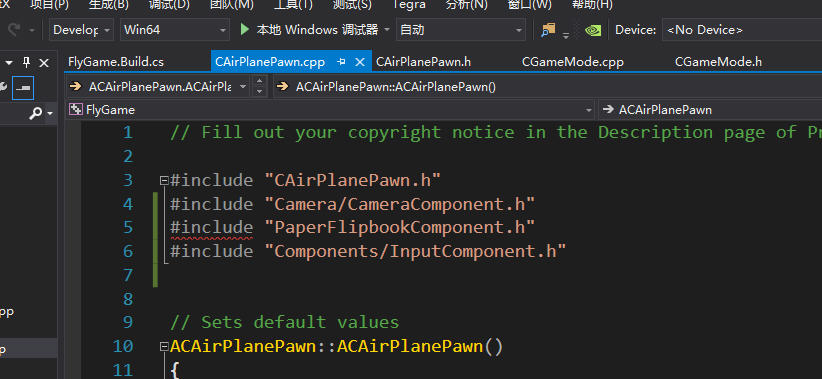 项目(P) 生成(B) 调试(D) 团队(M) 工具(T) 测试(S) Tegra 分析(N) 窗口(W) 帮助(H)
Develop Win64 本地 Windows 调试器 自动 Device: <No Device>
FlyGame.Build.cs CAirPlanePawn.cpp CAirPlanePawn.h CGameMode.cpp CGameMode.h
ACAirPlanePawn.ACAirPla ACAirPlanePawn::ACAirPlanePawn()
FlyGame ACAirPlanePawn
1 // Fill out your copyright notice in the Description page of Pr
2
3 #include "CAirPlanePawn.h"
4 #include "Camera/CameraComponent.h"
5 #include "PaperFlipbookComponent.h"
6 #include "Components/InputComponent.h"
7
8
9 // Sets default values
10 ACAirPlanePawn::ACAirPlanePawn()
11 {
pp
p